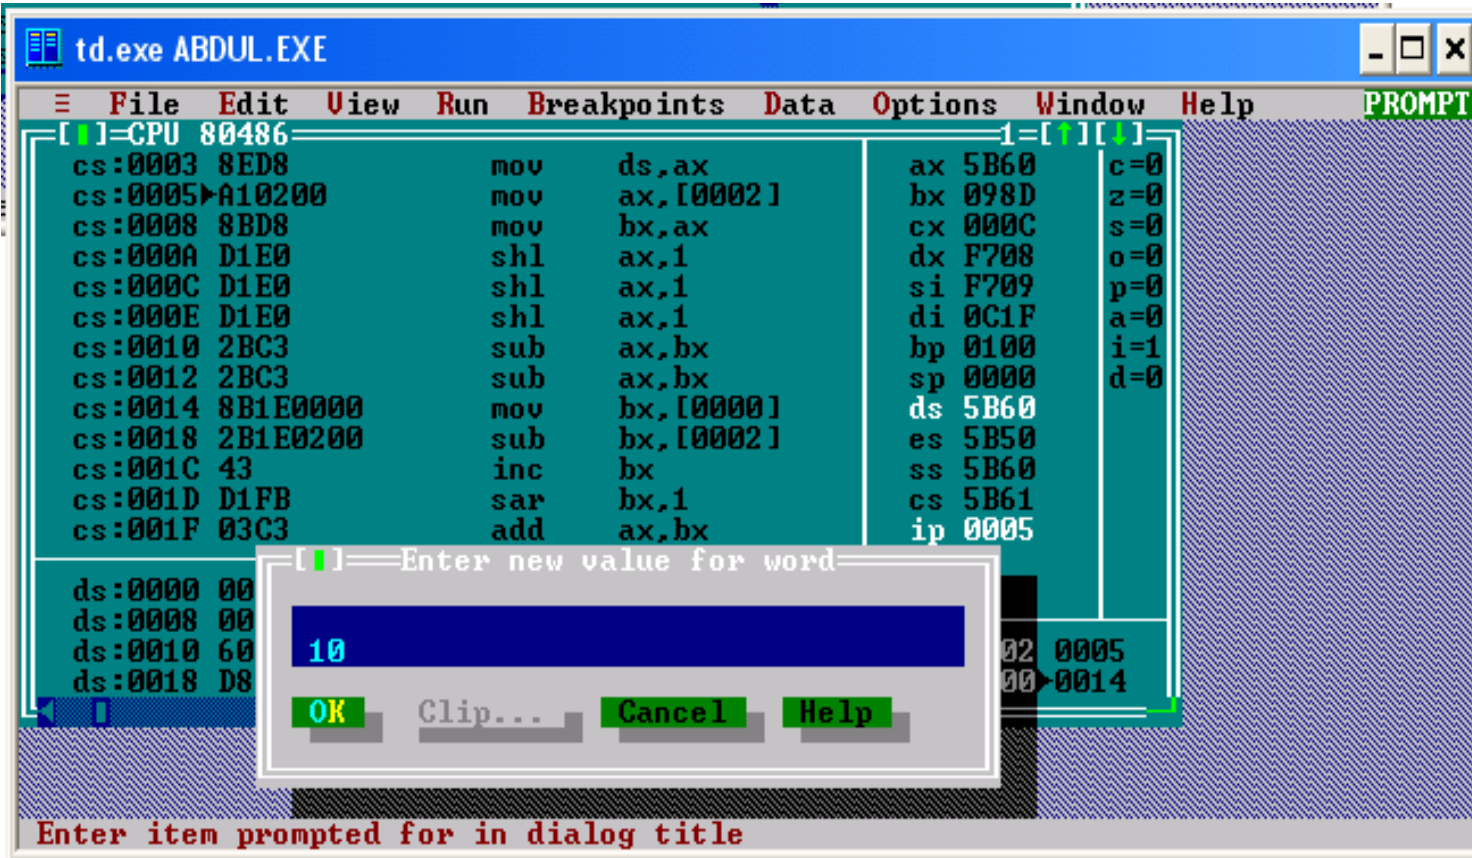 td.exe ABDUL.EXE
≡ File Edit View Run Breakpoints Data Options Window Help PROMPT
[■]=CPU 80486 1=[↑][↓]
cs:0003 8ED8 mov ds,ax ax 5B60 c=0
cs:0005►A10200 mov ax,[0002] bx 098D z=0
cs:0008 8BD8 mov bx,ax cx 000C s=0
cs:000A D1E0 shl ax,1 dx F708 o=0
cs:000C D1E0 shl ax,1 si F709 p=0
cs:000E D1E0 shl ax,1 di 0C1F a=0
cs:0010 2BC3 sub ax,bx bp 0100 i=1
cs:0012 2BC3 sub ax,bx sp 0000 d=0
cs:0014 8B1E0000 mov bx,[0000] ds 5B60
cs:0018 2B1E0200 sub bx,[0002] es 5B50
cs:001C 43 inc bx ss 5B60
cs:001D D1FB sar bx,1 cs 5B61
cs:001F 03C3 add ax,bx ip 0005
[■]Enter new value for word
ds:0000 00
ds:0008 00
ds:0010 60 10 02 0005
ds:0018 D8 00►0014
OK Clip... Cancel Help
Enter item prompted for in dialog title